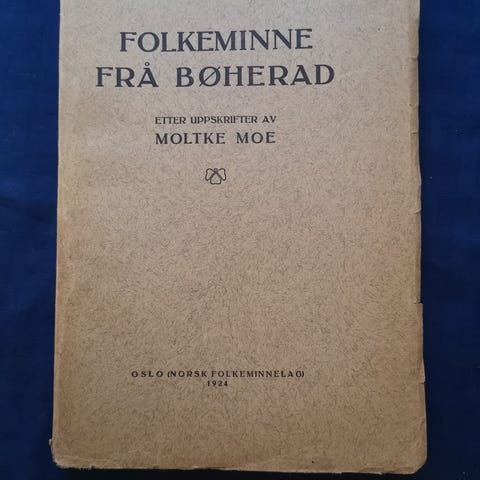 FOLKEMINNE
FRÅ BØHERAD
ETTER UPPSKRIFTER AV
MOLTKE MOE
OSLO (NORSK FOLKEMINNELAG)
1924